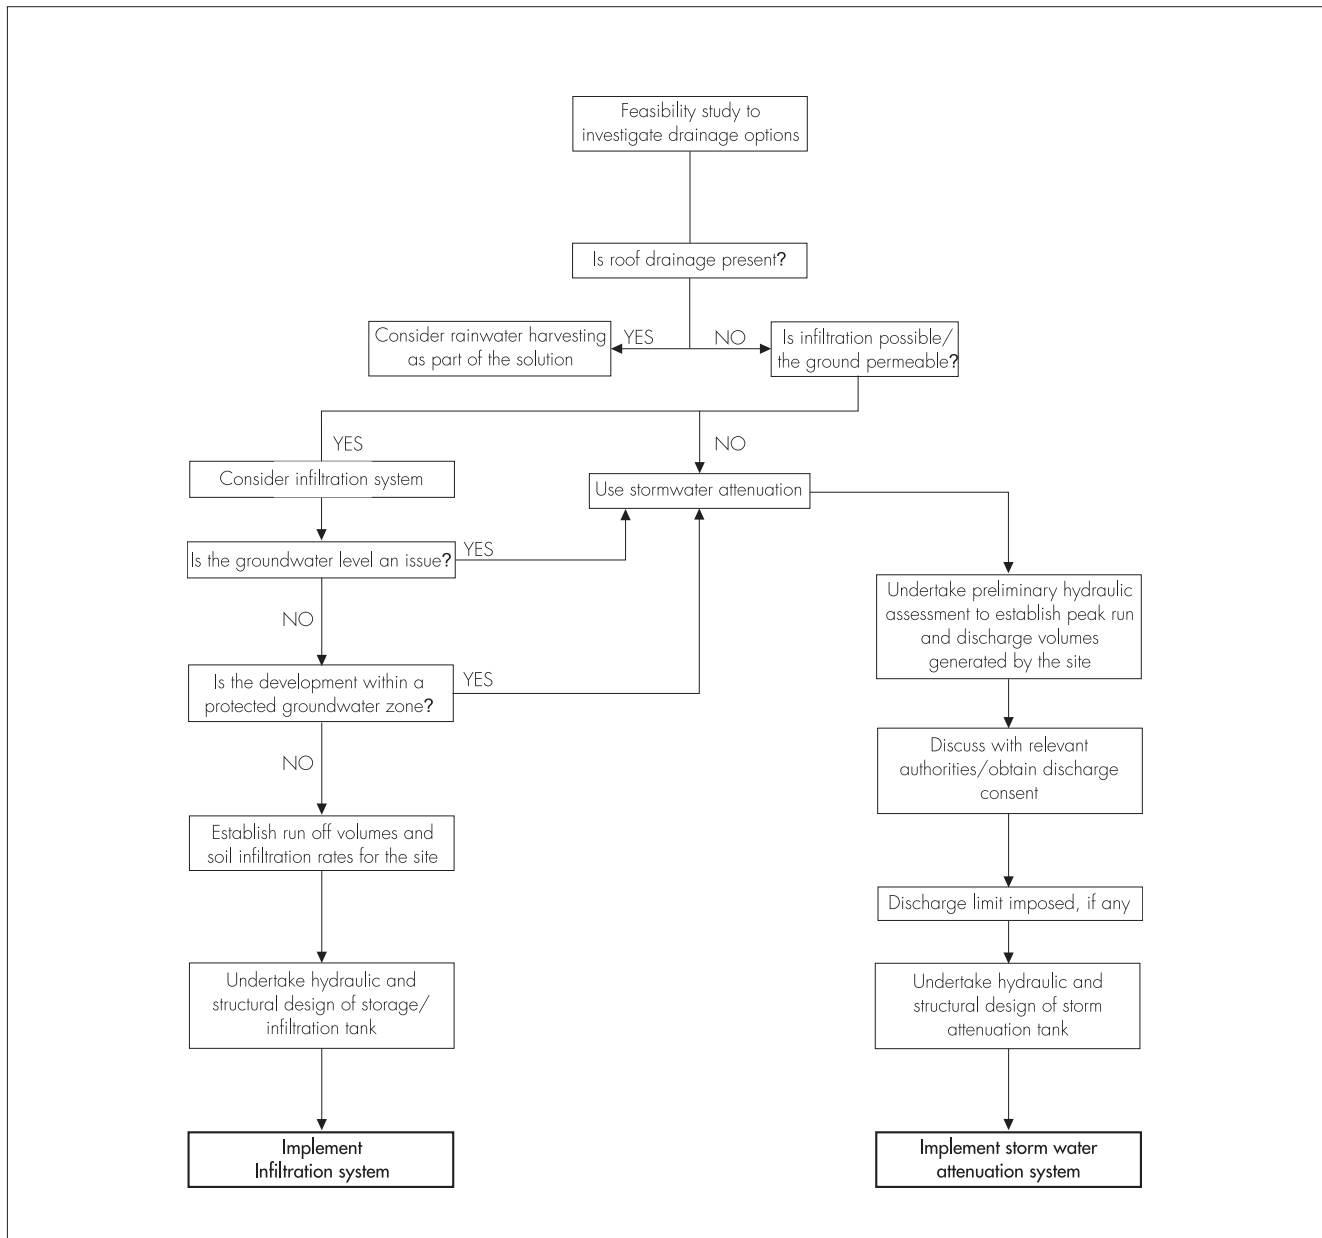 Feasibility study to
investigate drainage options
Is roof drainage present?
Consider rainwater harvesting
as part of the solution
YES
NO
Is infiltration possible/
the ground permeable?
YES
NO
Consider infiltration system
Use stormwater attenuation
Is the groundwater level an issue?
YES
NO
Is the development within a
protected groundwater zone?
YES
NO
Establish run off volumes and
soil infiltration rates for the site
Undertake hydraulic and
structural design of storage/
infiltration tank
Implement
Infiltration system
Undertake preliminary hydraulic
assessment to establish peak run
and discharge volumes
generated by the site
Discuss with relevant
authorities/obtain discharge
consent
Discharge limit imposed, if any
Undertake hydraulic and
structural design of storm
attenuation tank
Implement storm water
attenuation system